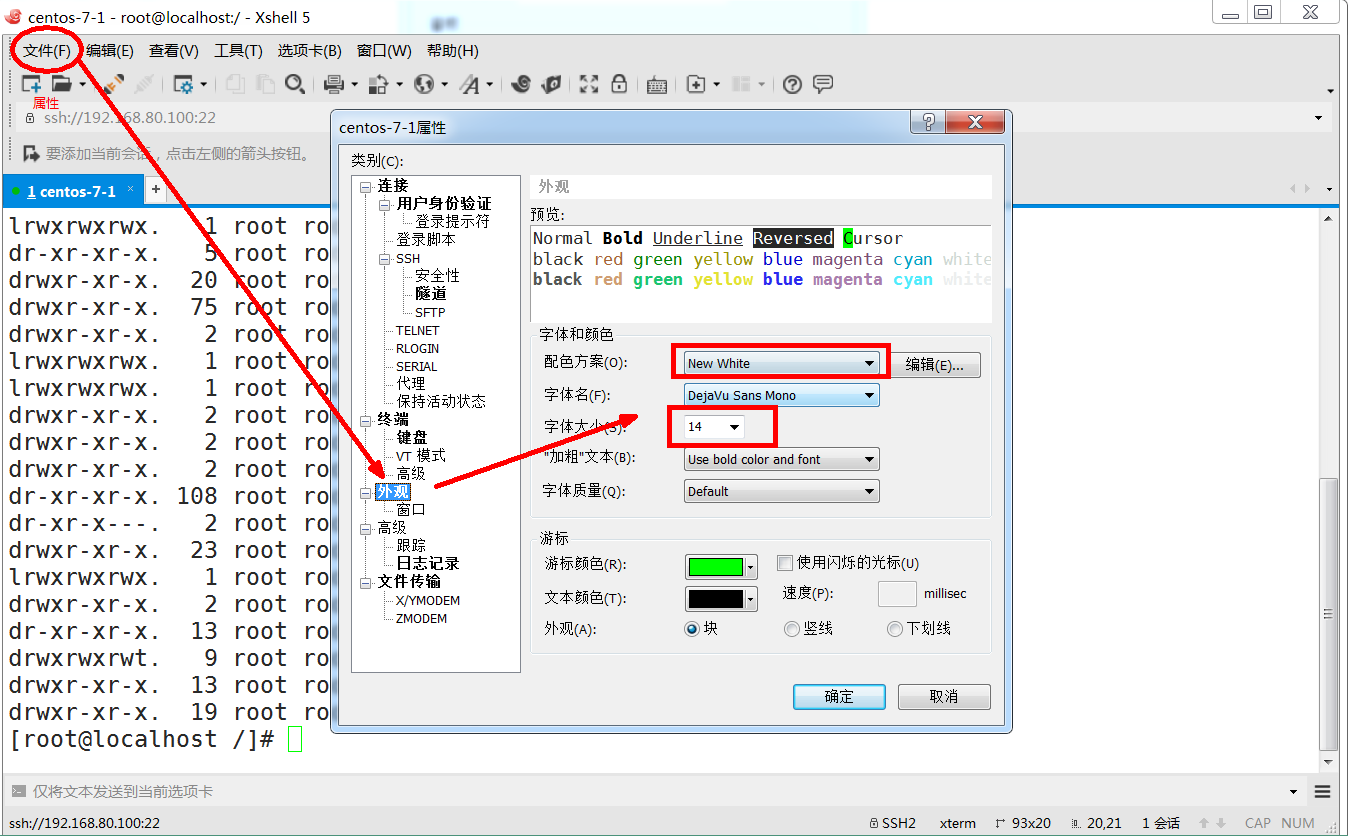 centos-7-1 - root@localhost:/ - Xshell 5
文件(F) 编辑(E) 查看(V) 工具(T) 选项卡(B) 窗口(W) 帮助(H)
属性
ssh://192.168.80.100:22
要添加当前会话，点击左侧的箭头按钮。
1 centos-7-1 × +
lrwxrwxrwx. 1 root ro
dr-xr-xr-x. 5 root ro
drwxr-xr-x. 20 root ro
drwxr-xr-x. 75 root ro
drwxr-xr-x. 2 root ro
lrwxrwxrwx. 1 root ro
lrwxrwxrwx. 1 root ro
drwxr-xr-x. 2 root ro
drwxr-xr-x. 2 root ro
drwxr-xr-x. 2 root ro
dr-xr-xr-x. 108 root ro
dr-xr-x---. 2 root ro
drwxr-xr-x. 23 root ro
lrwxrwxrwx. 1 root ro
drwxr-xr-x. 2 root ro
drwxr-xr-x. 13 root ro
drwxrwxrwt. 9 root ro
drwxr-xr-x. 13 root ro
drwxr-xr-x. 19 root ro
[root@localhost /]#
centos-7-1属性
类别(C):
连接
用户身份验证
登录提示符
登录脚本
SSH
安全性
隧道
SFTP
TELNET
RLOGIN
SERIAL
代理
保持活动状态
终端
键盘
VT 模式
高级
外观
窗口
高级
跟踪
日志记录
文件传输
X/YMODEM
ZMODEM
外观
预览:
Normal Bold Underline Reversed Cursor
black red green yellow blue magenta cyan white
black red green yellow blue magenta cyan white
字体和颜色
配色方案(O): New White 编辑(E)...
字体名(F): DejaVu Sans Mono
字体大小(S): 14
"加粗"文本(B): Use bold color and font
字体质量(Q): Default
游标
游标颜色(R): 使用闪烁的光标(U)
文本颜色(T): 速度(P): millisec
外观(A): 块 竖线 下划线
确定 取消
仅将文本发送到当前选项卡
ssh://192.168.80.100:22 SSH2 xterm 93x20 20,21 1 会话 CAP NUM